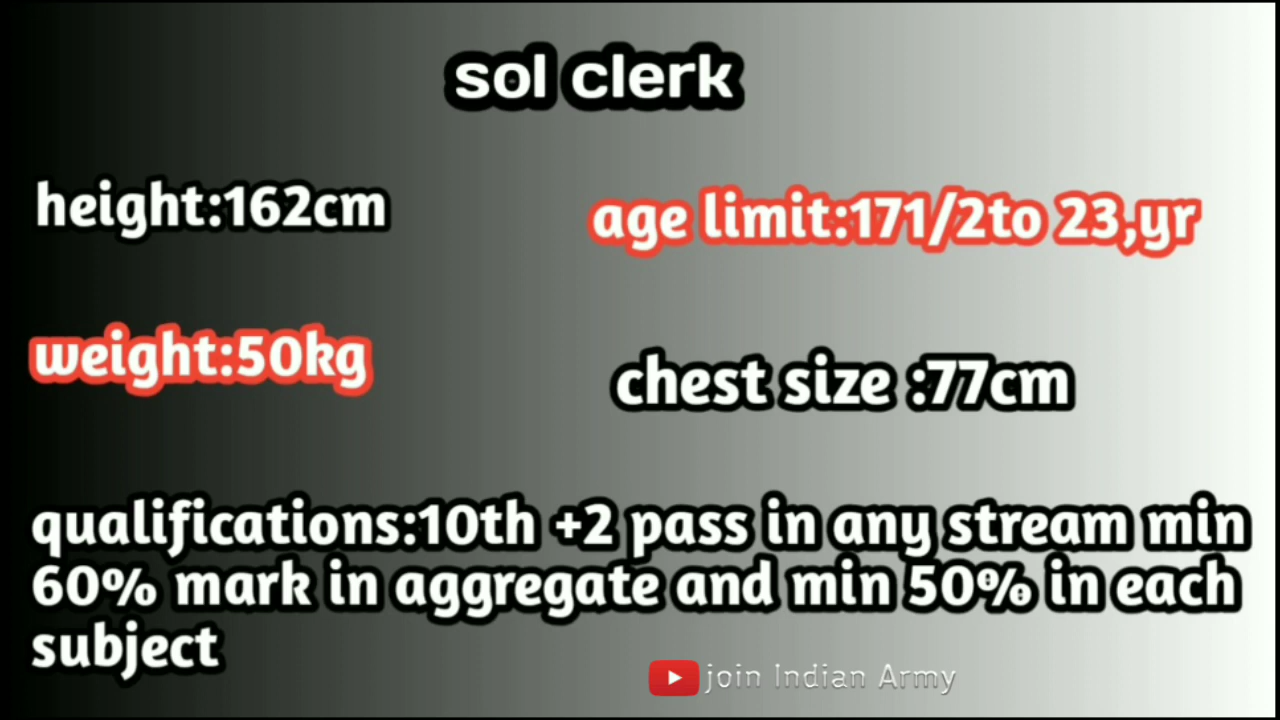 sol clerk
height:162cm
age limit:171/2to 23,yr
weight:50kg
chest size :77cm
qualifications:10th +2 pass in any stream min
60% mark in aggregate and min 50% in each
subject
join Indian Army